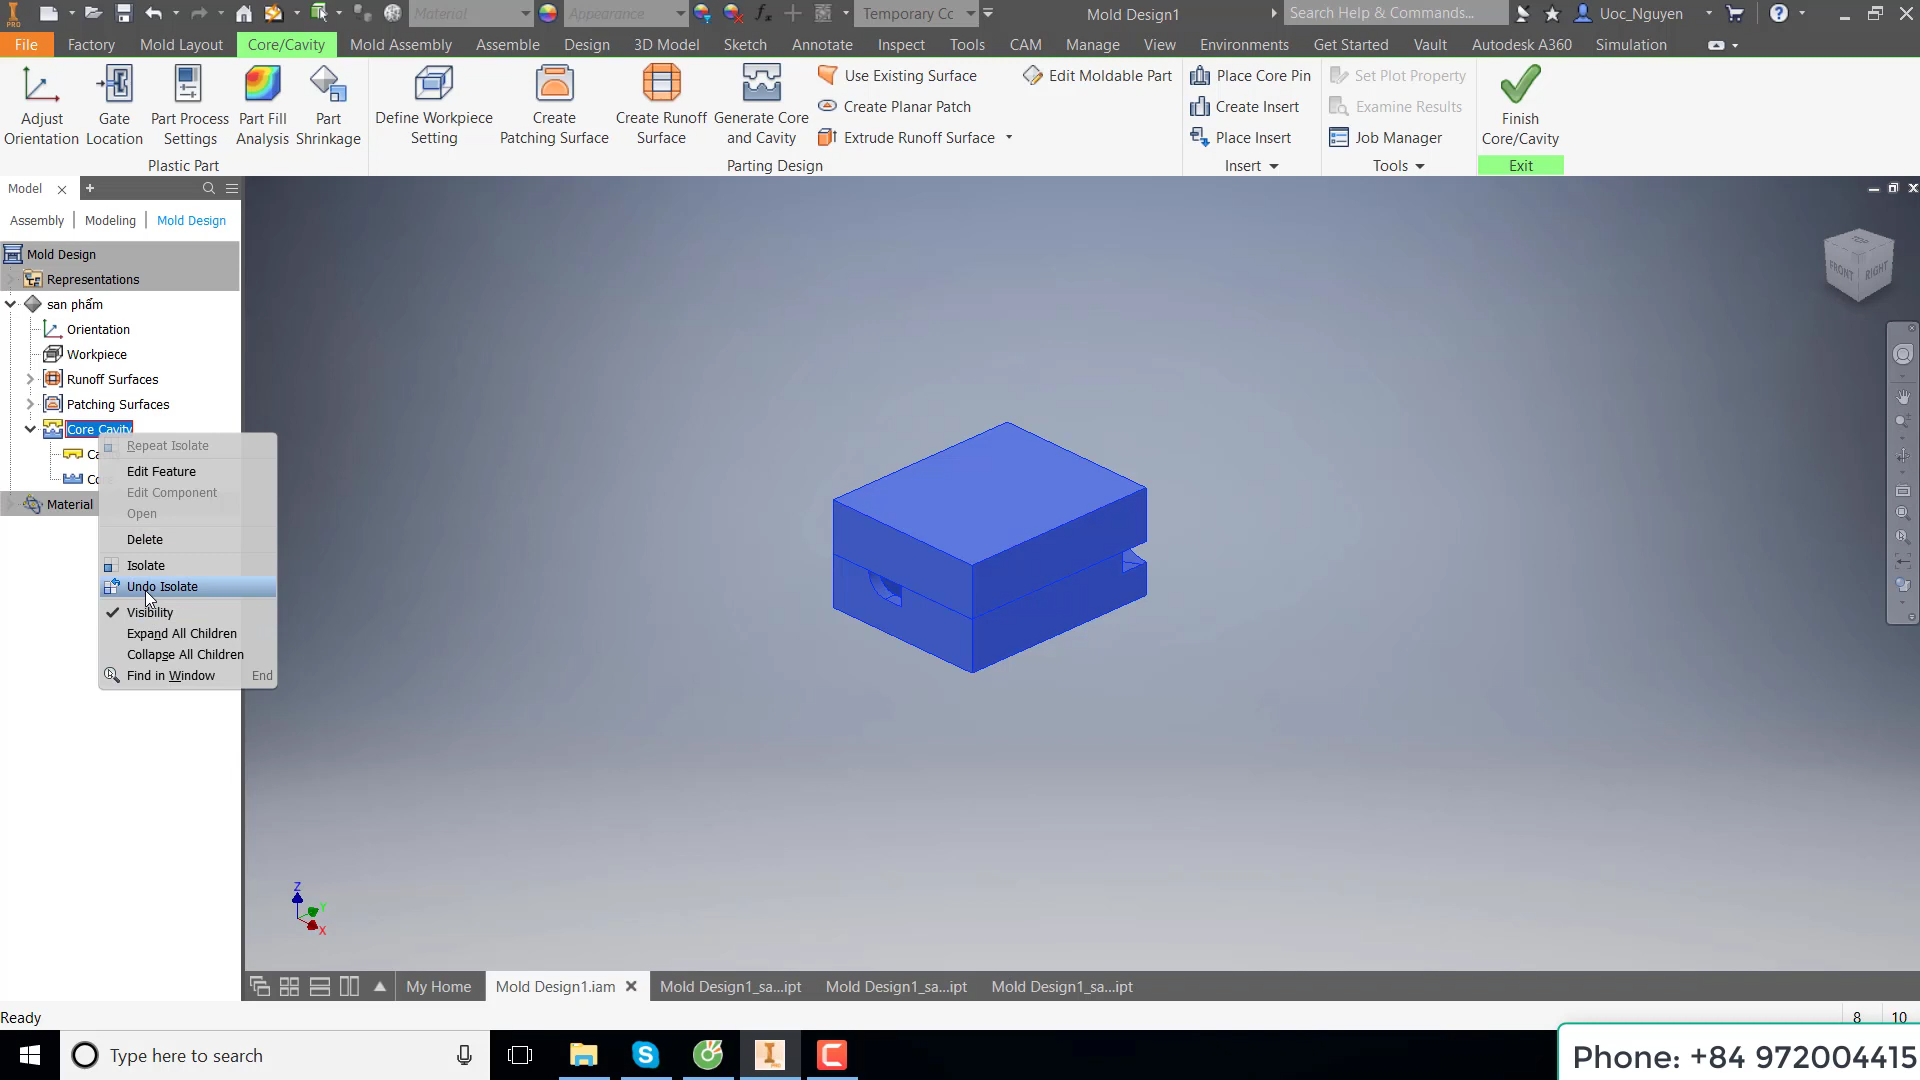 Material
Appearance
Temporary Cc
Mold Design1
Search Help & Commands...
Uoc_Nguyen
File
Factory
Mold Layout
Core/Cavity
Mold Assembly
Assemble
Design
3D Model
Sketch
Annotate
Inspect
Tools
CAM
Manage
View
Environments
Get Started
Vault
Autodesk A360
Simulation
Adjust
Orientation
Gate
Location
Part Process
Settings
Part Fill
Analysis
Part
Shrinkage
Plastic Part
Define Workpiece
Setting
Create
Patching Surface
Create Runoff
Surface
Generate Core
and Cavity
Use Existing Surface
Create Planar Patch
Extrude Runoff Surface
Edit Moldable Part
Parting Design
Place Core Pin
Create Insert
Place Insert
Insert
Set Plot Property
Examine Results
Job Manager
Tools
Finish
Core/Cavity
Exit
Model
Assembly
Modeling
Mold Design
Mold Design
Representations
san phẩm
Orientation
Workpiece
Runoff Surfaces
Patching Surfaces
Core Cavity
Ca
Co
Material
Repeat Isolate
Edit Feature
Edit Component
Open
Delete
Isolate
Undo Isolate
Visibility
Expand All Children
Collapse All Children
Find in Window End
TOP
FRONT
RIGHT
Z
Y
X
My Home
Mold Design1.iam
Mold Design1_sa...ipt
Mold Design1_sa...ipt
Mold Design1_sa...ipt
Ready
8
10
Type here to search
Phone: +84 972004415